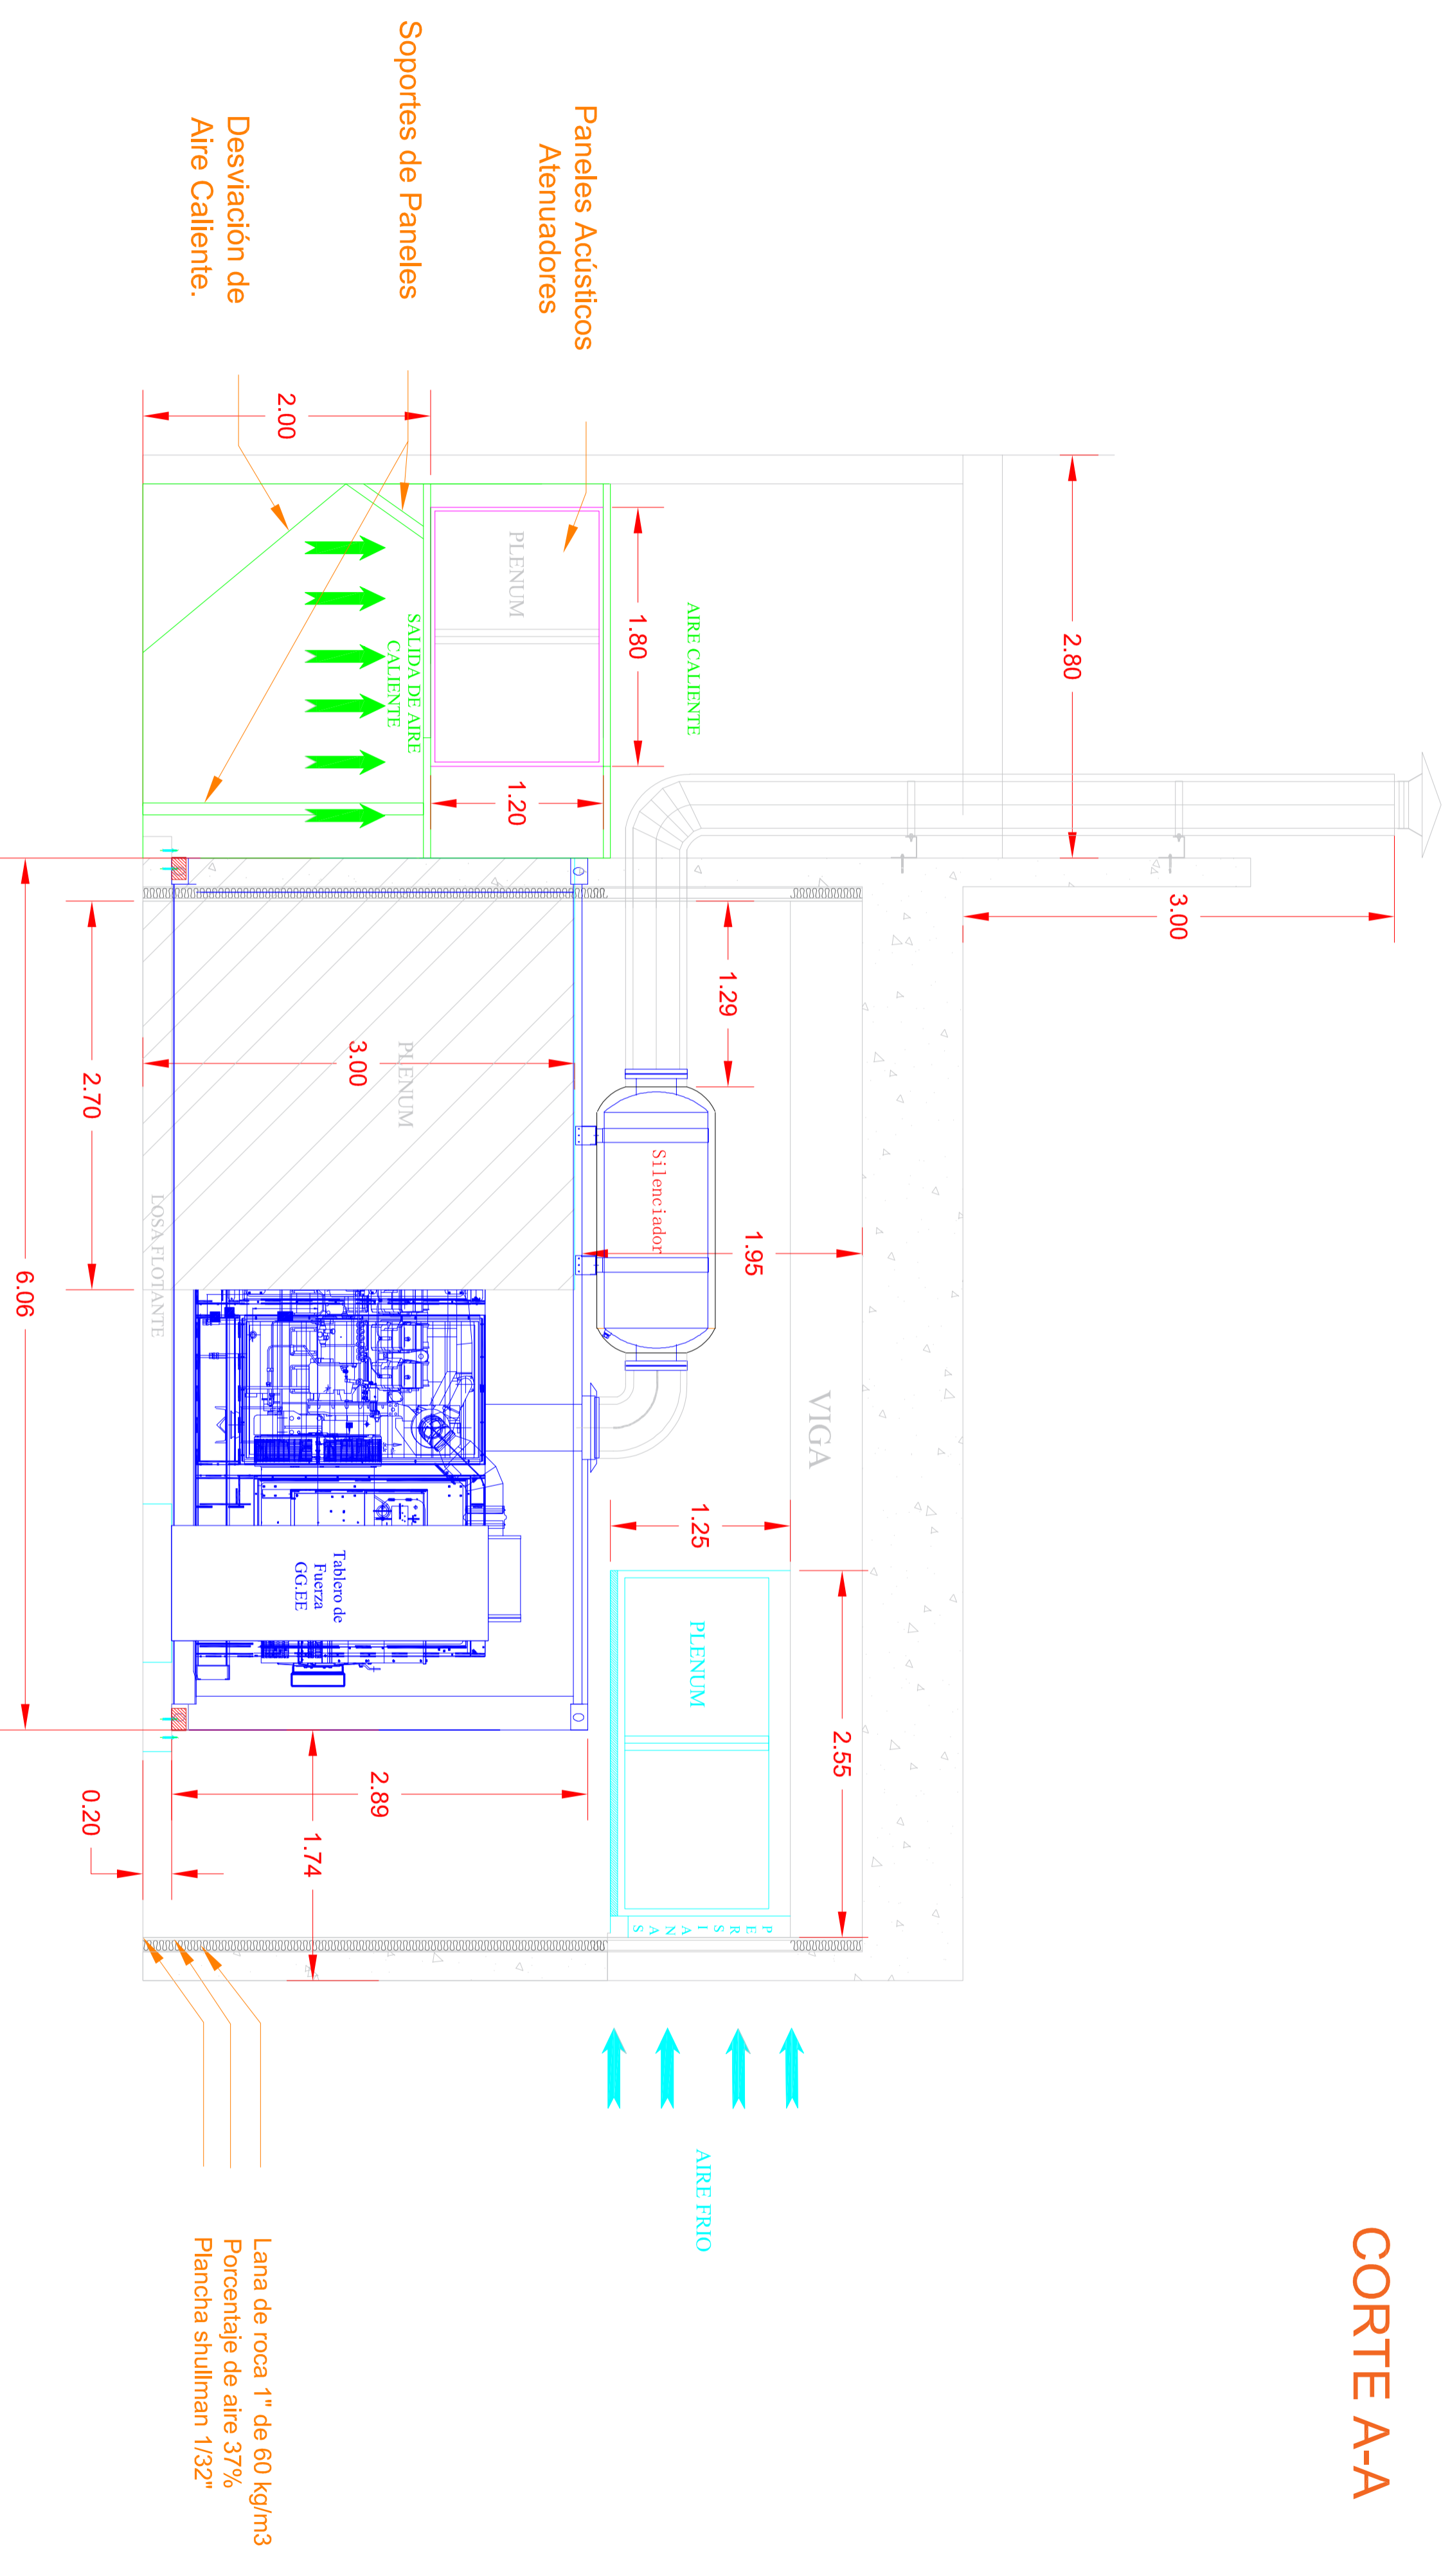 CORTE A-A
3.00
2.80
AIRE CALIENTE
Paneles Acústicos
Atenuadores
Soportes de Paneles
Desviación de
Aire Caliente.
2.00
1.80
PLENUM
1.20
SALIDA DE AIRE
CALIENTE
1.29
Silenciador
1.95
VIGA
1.25
2.55
PLENUM
PERSIANAS
AIRE FRIO
3.00
PLENUM
2.70
LOSA FLOTANTE
Tablero de
Fuerza
GG.EE
2.89
1.74
0.20
6.06
Lana de roca 1" de 60 kg/m3
Porcentaje de aire 37%
Plancha shullman 1/32"